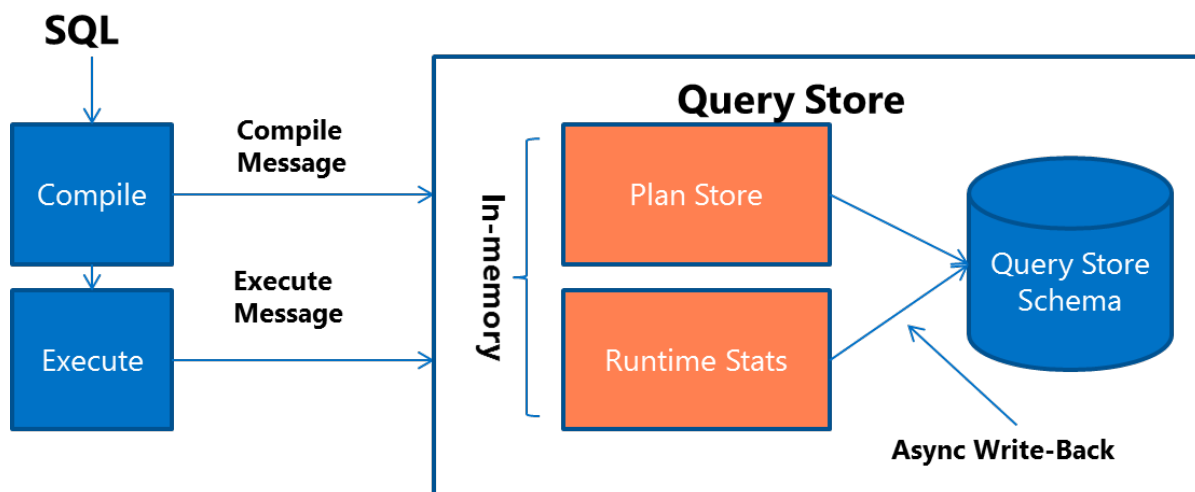 SQL
Query Store
Compile
Message
Compile
Plan Store
In-memory
Query Store
Schema
Execute
Message
Execute
Runtime Stats
Async Write-Back